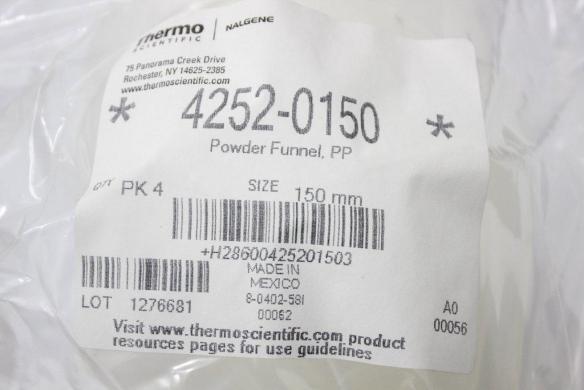 Thermo
SCIENTIFIC
NALGENE
75 Panorama Creek Drive
Rochester, NY 14625-2385
www.thermoscientific.com
* 4252-0150 *
Powder Funnel, PP
QTY PK 4 SIZE 150 mm
+H28600425201503
MADE IN
MEXICO
8-0402-58I
00062
LOT 1276681
A0
00056
Visit www.thermoscientific.com product
resources pages for use guidelines